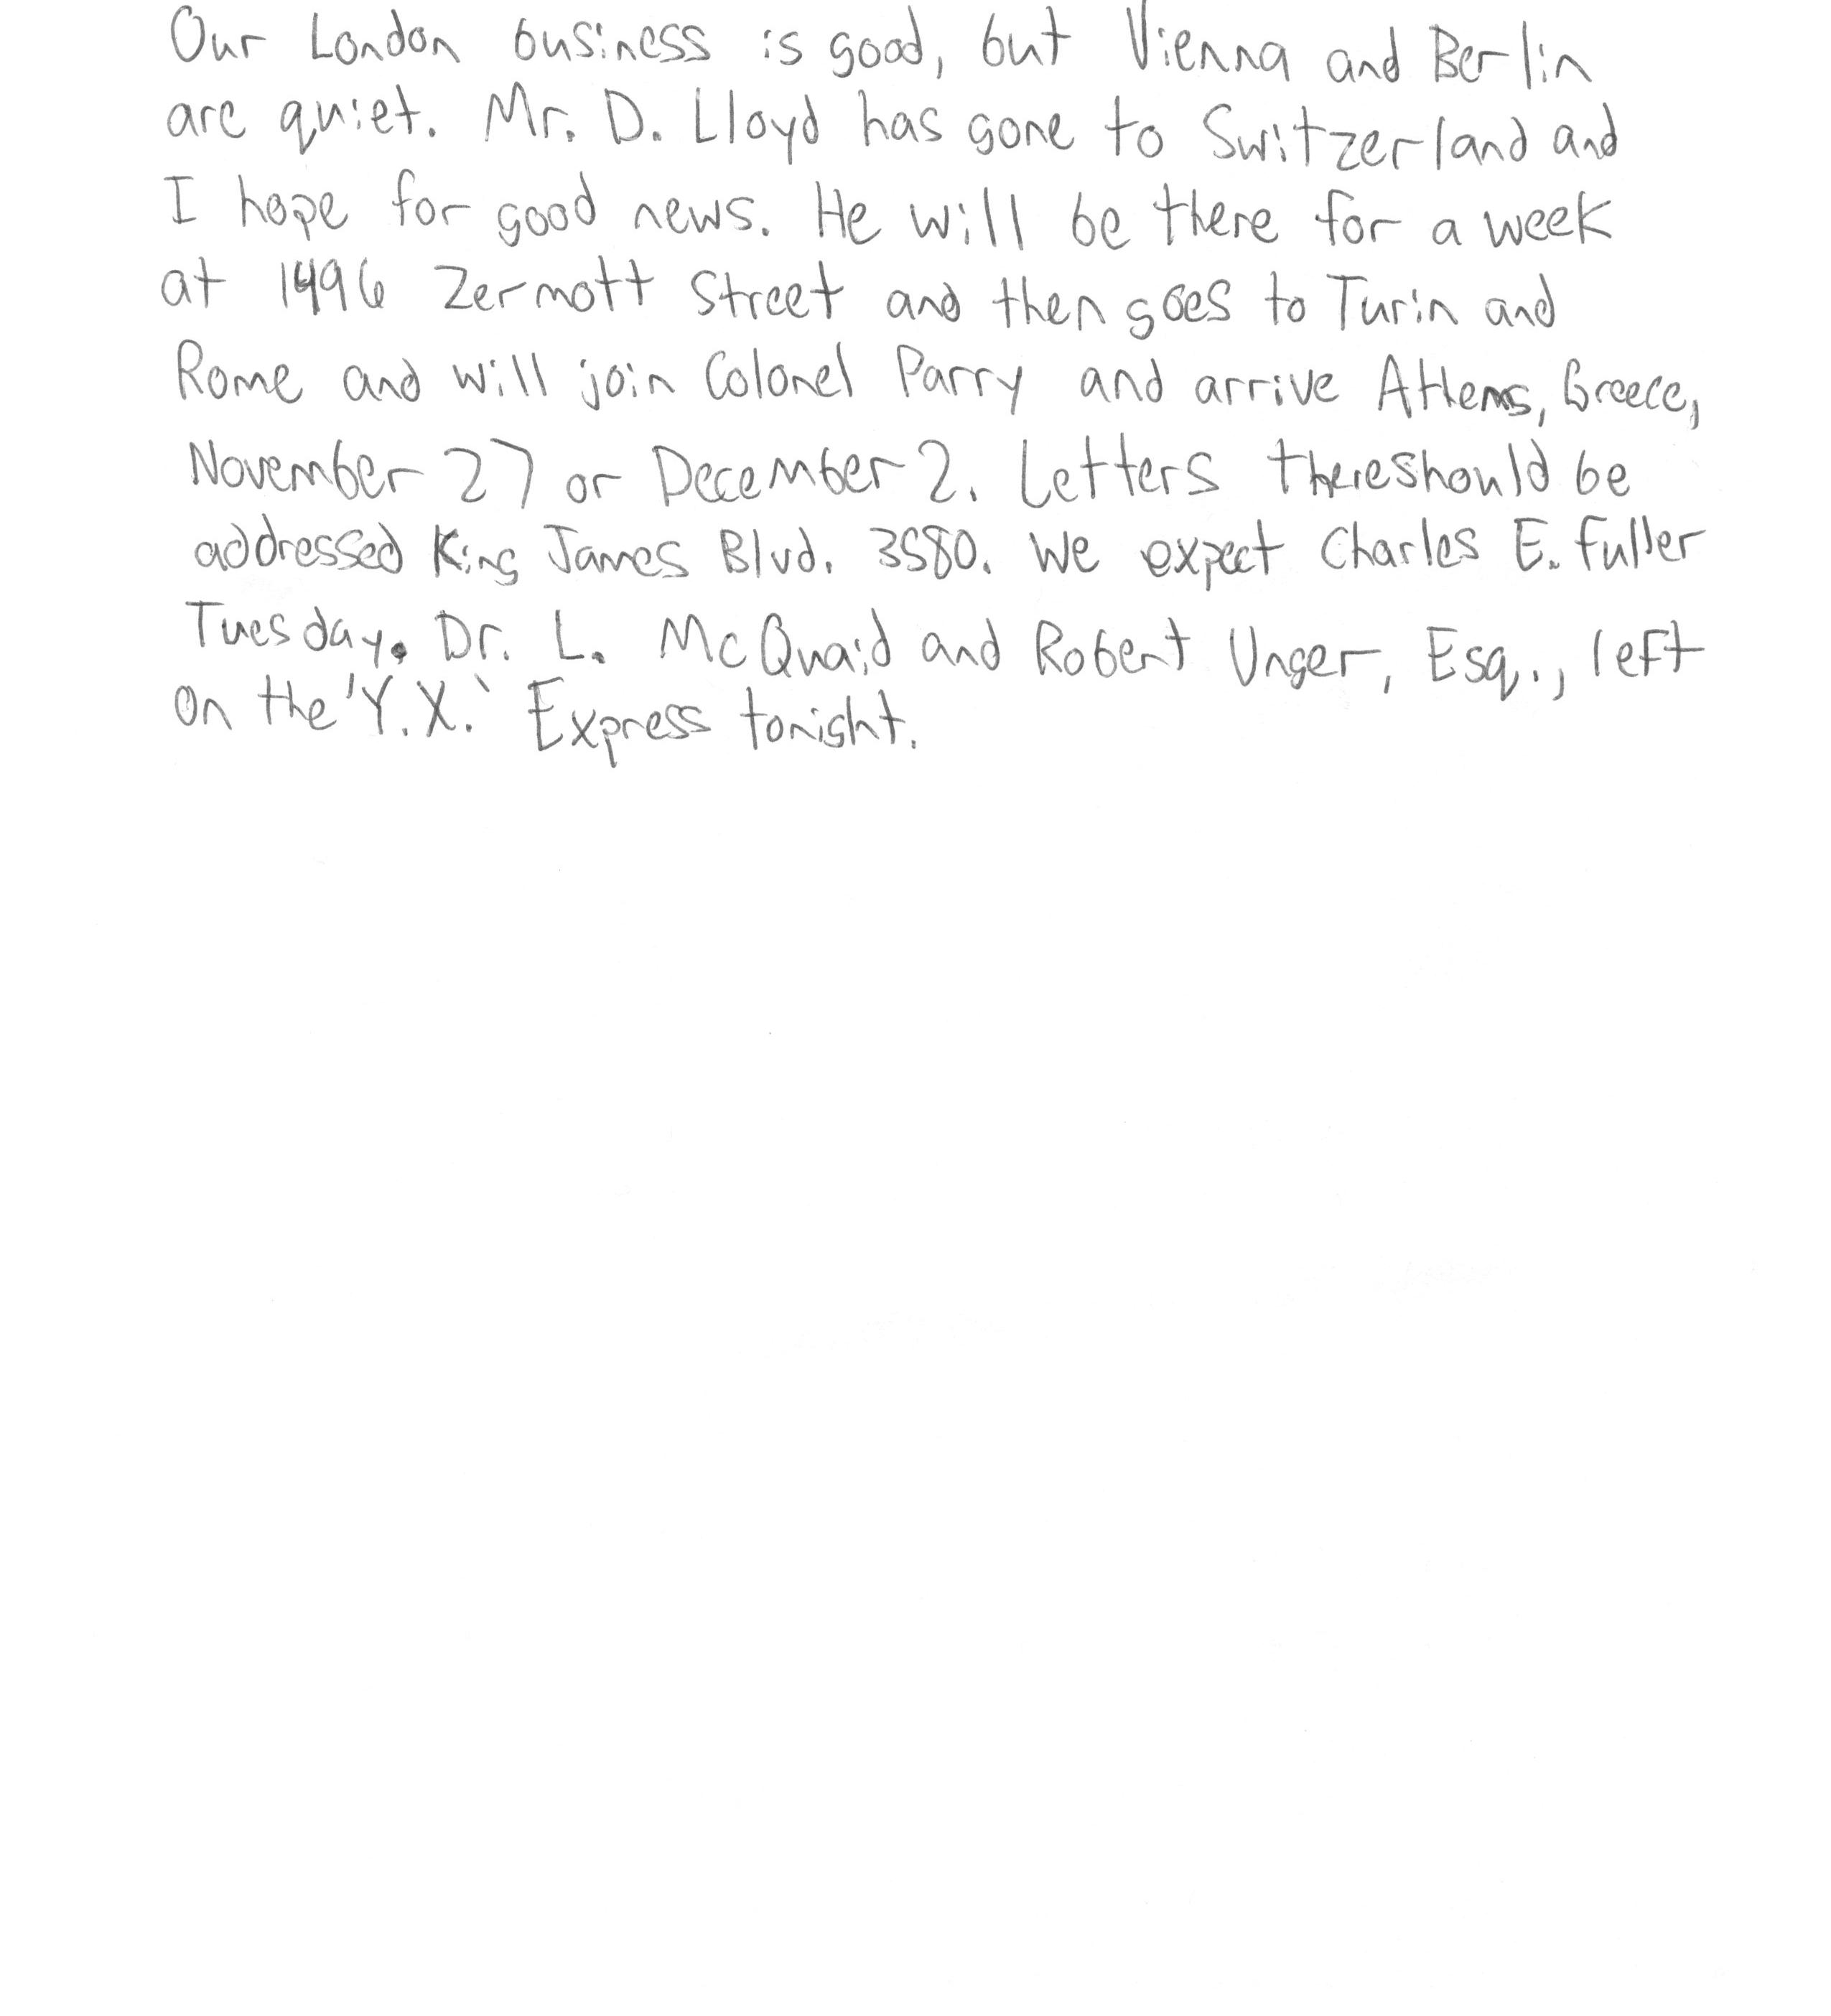 Our London business is good, but Vienna and Berlin
are quiet. Mr. D. Lloyd has gone to Switzerland and
I hope for good news. He will be there for a week
at 1496 Zermott Street and then goes to Turin and
Rome and will join Colonel Parry and arrive Athens, Greece,
November 27 or December 2. Letters there should be
addressed King James Blvd. 3580. We expect Charles E. Fuller
Tuesday. Dr. L. McQuaid and Robert Unger, Esq., left
on the 'Y.X.' Express tonight.